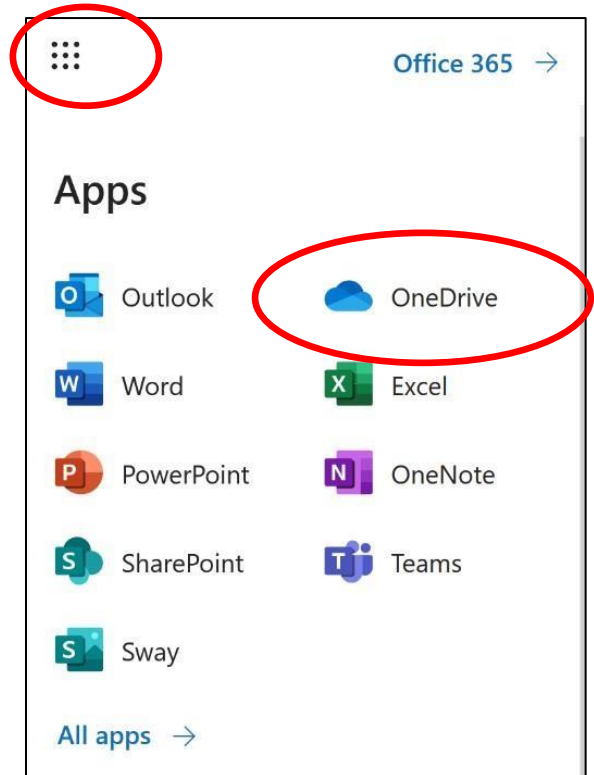 Office 365 →
Apps
O Outlook OneDrive
W Word X Excel
P PowerPoint N OneNote
S SharePoint T Teams
S Sway
All apps →